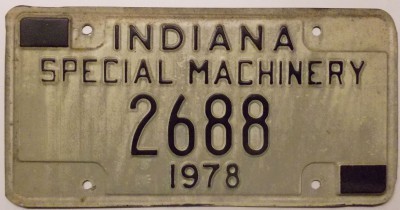 INDIANA
SPECIAL MACHINERY
2688
1978